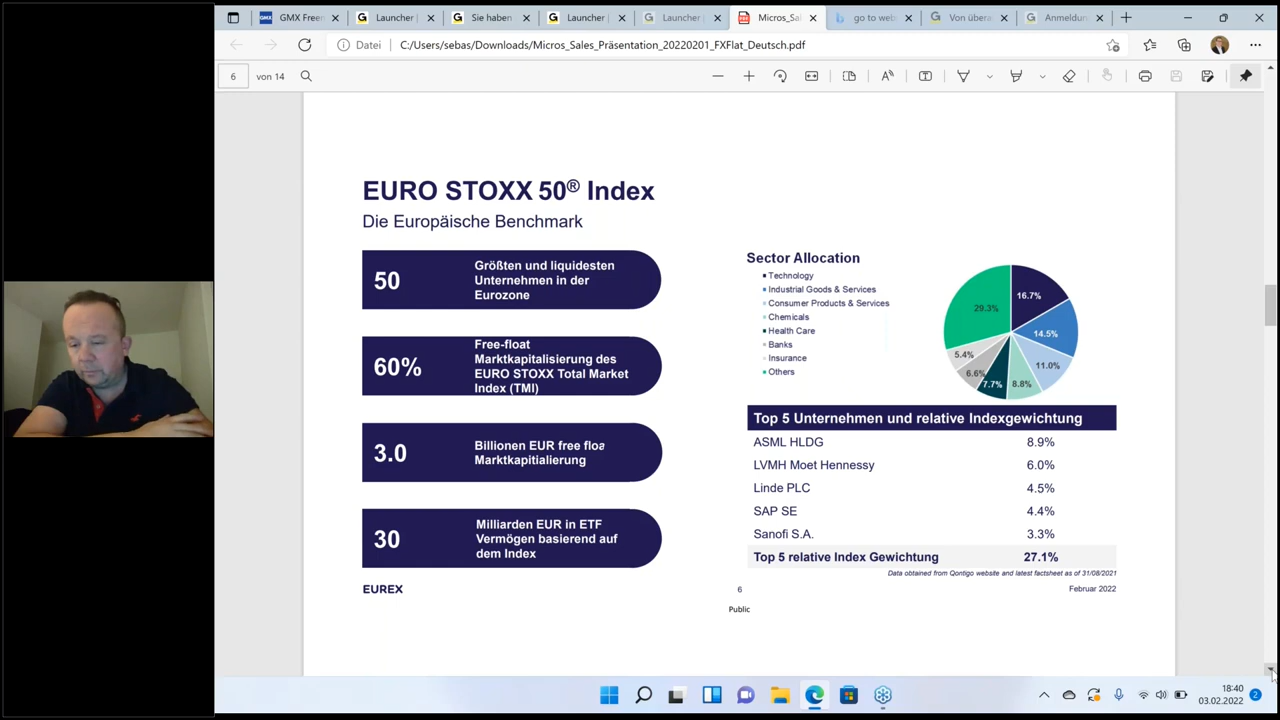 GMX Freem
Launcher |
Sie haben
Launcher |
Launcher |
Micros_Sal
go to webi
Von übera
Anmeldun
Datei
C:/Users/sebas/Downloads/Micros_Sales_Präsentation_20220201_FXFlat_Deutsch.pdf
6 von 14
EURO STOXX 50® Index
Die Europäische Benchmark
50
Größten und liquidesten
Unternehmen in der
Eurozone
60%
Free-float
Marktkapitalisierung des
EURO STOXX Total Market
Index (TMI)
3.0
Billionen EUR free floa
Marktkapitialierung
30
Milliarden EUR in ETF
Vermögen basierend auf
dem Index
Sector Allocation
Technology
Industrial Goods & Services
Consumer Products & Services
Chemicals
Health Care
Banks
Insurance
Others
16.7%
14.5%
11.0%
8.8%
7.7%
6.6%
5.4%
29.3%
Top 5 Unternehmen und relative Indexgewichtung
ASML HLDG 8.9%
LVMH Moet Hennessy 6.0%
Linde PLC 4.5%
SAP SE 4.4%
Sanofi S.A. 3.3%
Top 5 relative Index Gewichtung 27.1%
Data obtained from Qontigo website and latest factsheet as of 31/08/2021
EUREX
6
Februar 2022
Public
18:40
03.02.2022
2